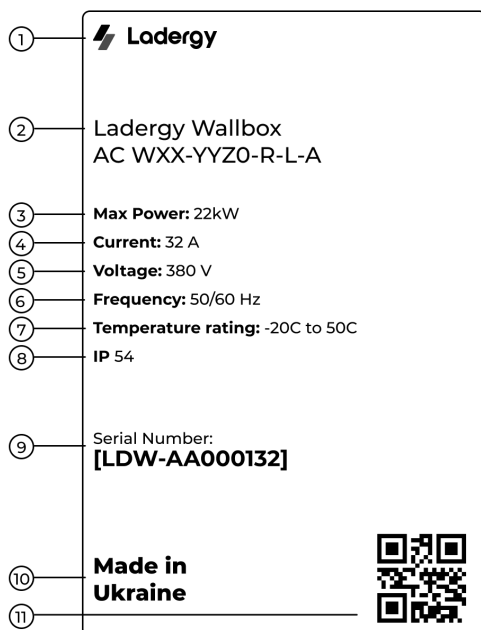 1 Ladergy
2 Ladergy Wallbox
AC WXX-YYZ0-R-L-A
3 Max Power: 22kW
4 Current: 32 A
5 Voltage: 380 V
6 Frequency: 50/60 Hz
7 Temperature rating: -20C to 50C
8 IP 54
9 Serial Number:
[LDW-AA000132]
10 Made in
Ukraine
11